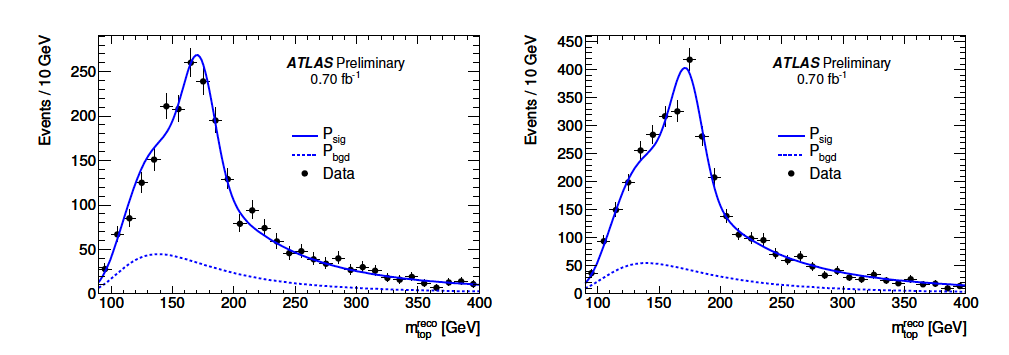 Events / 10 GeV
250
200
150
100
50
0
ATLAS Preliminary
0.70 fb-1
Psig
Pbgd
Data
100 150 200 250 300 350 400
mtopreco [GeV]
Events / 10 GeV
450
400
350
300
250
200
150
100
50
0
ATLAS Preliminary
0.70 fb-1
Psig
Pbgd
Data
100 150 200 250 300 350 400
mtopreco [GeV]